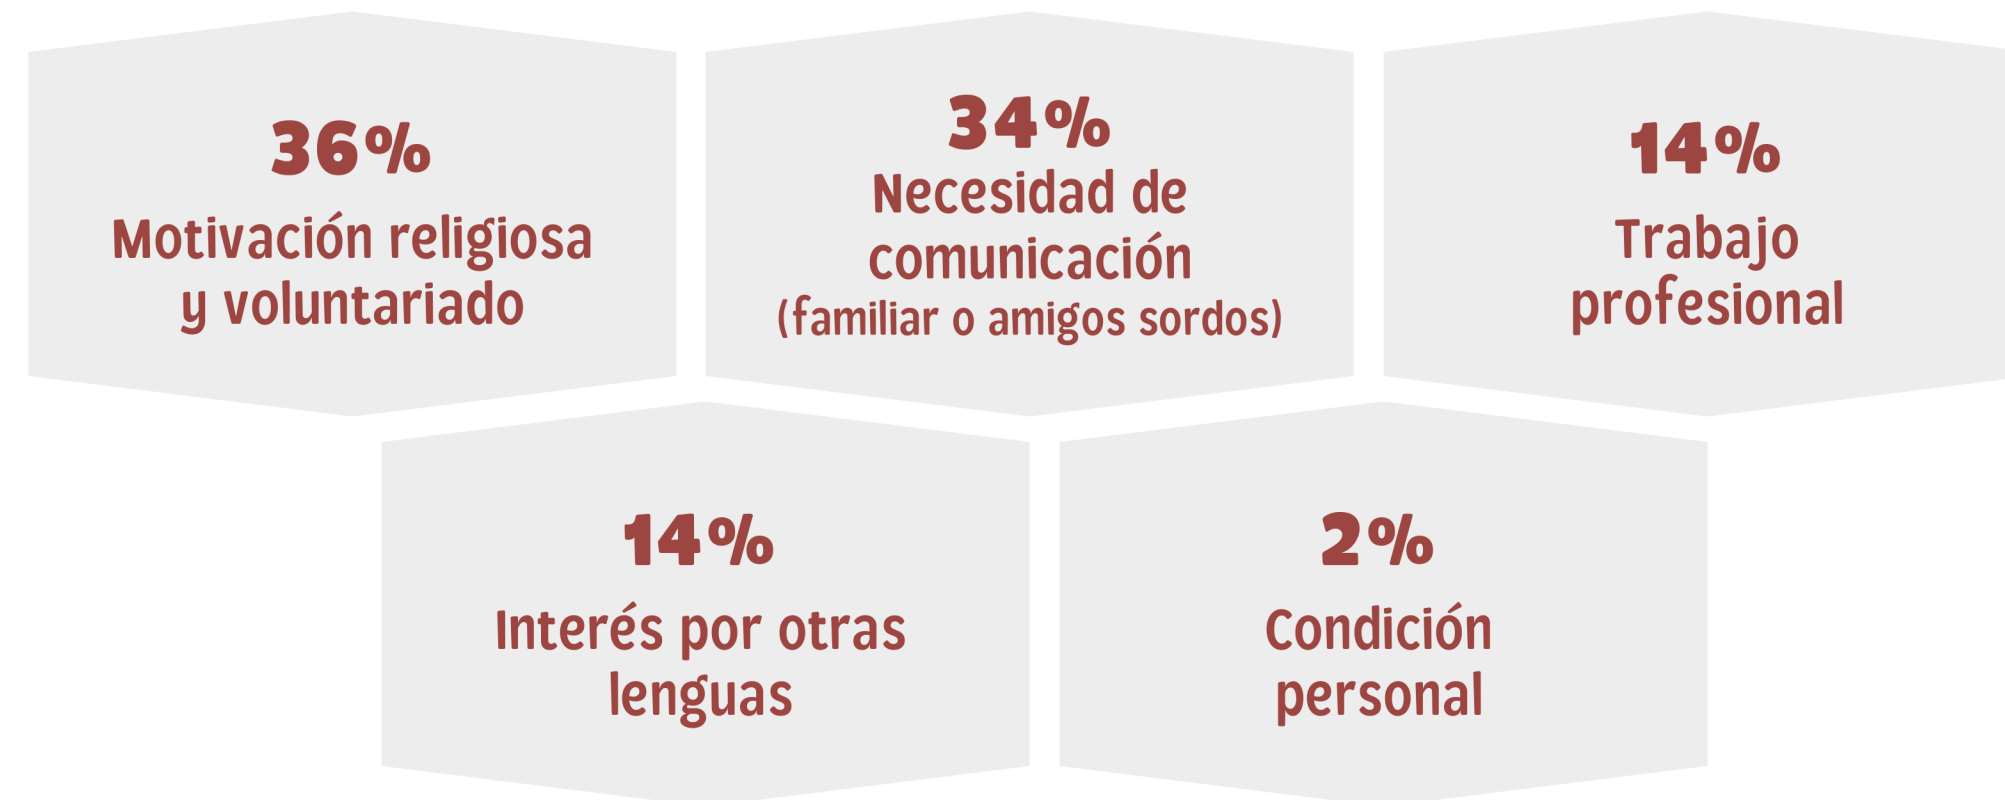 36%
Motivación religiosa
y voluntariado
34%
Necesidad de
comunicación
(familiar o amigos sordos)
14%
Trabajo
profesional
14%
Interés por otras
lenguas
2%
Condición
personal